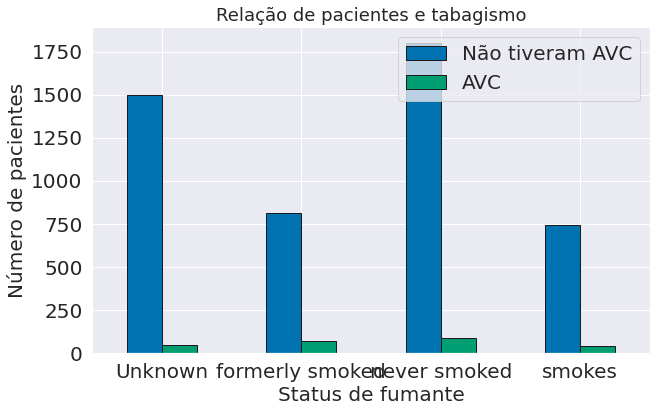 Relação de pacientes e tabagismo
Não tiveram AVC
AVC
Número de pacientes
1750
1500
1250
1000
750
500
250
0
Unknown formerly smoked never smoked smokes
Status de fumante